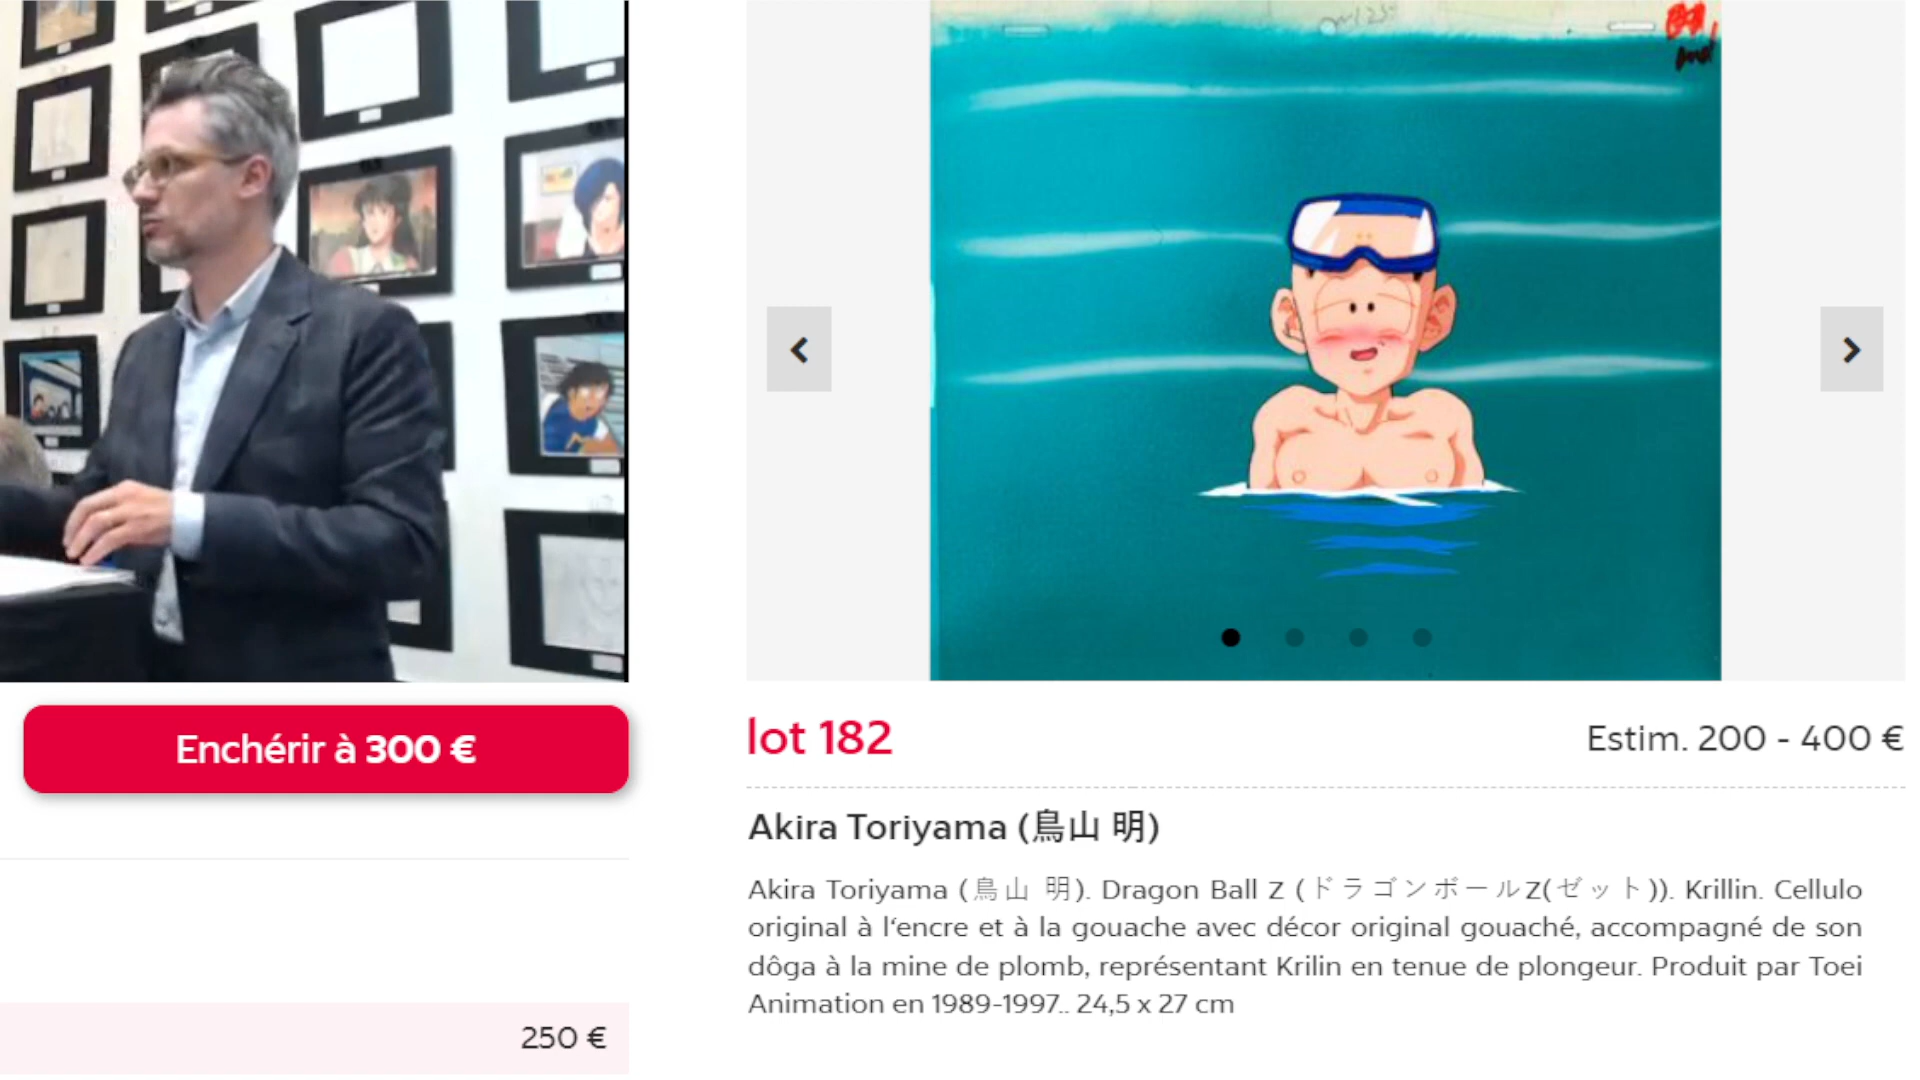 Enchérir à 300 €
250 €
lot 182
Estim. 200 - 400 €
Akira Toriyama (鳥山 明)
Akira Toriyama (鳥山 明). Dragon Ball Z (ドラゴンボールZ(ゼット)). Krillin. Cellulo
original à l‘encre et à la gouache avec décor original gouaché, accompagné de son
dôga à la mine de plomb, représentant Krilin en tenue de plongeur. Produit par Toei
Animation en 1989-1997.. 24,5 x 27 cm